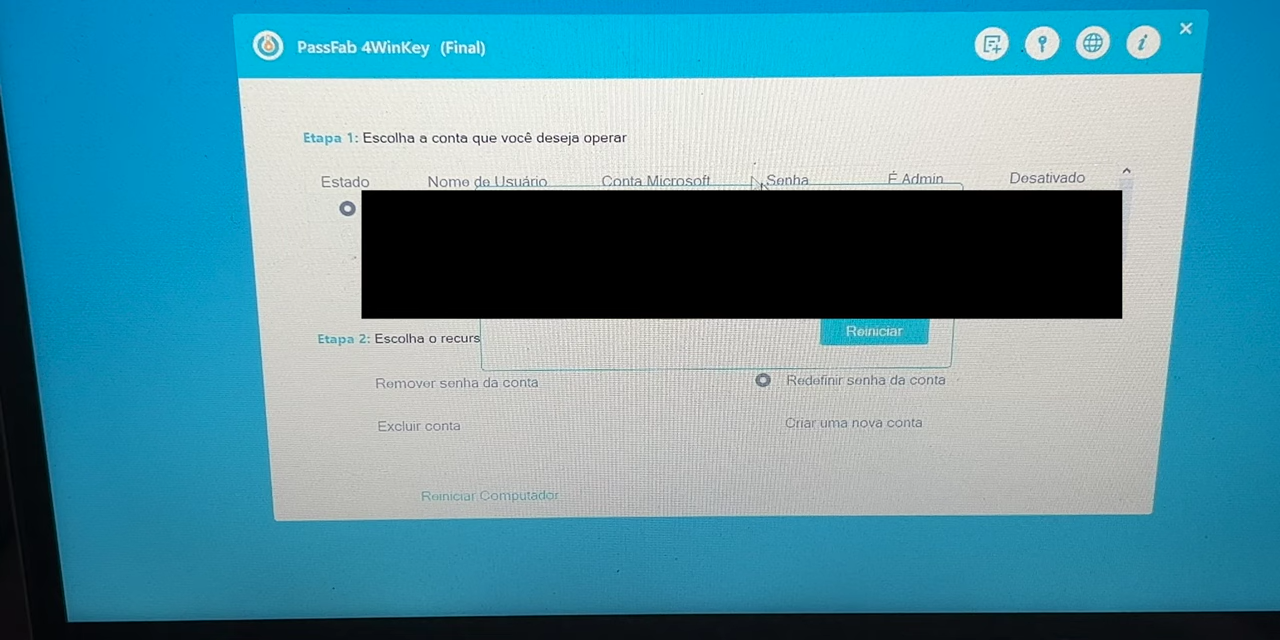 PassFab 4WinKey (Final)
Etapa 1: Escolha a conta que você deseja operar
Estado Nome de Usuário Conta Microsoft Senha É Admin Desativado
Reiniciar
Etapa 2: Escolha o recurs
Remover senha da conta Redefinir senha da conta
Excluir conta Criar uma nova conta
Reiniciar Computador